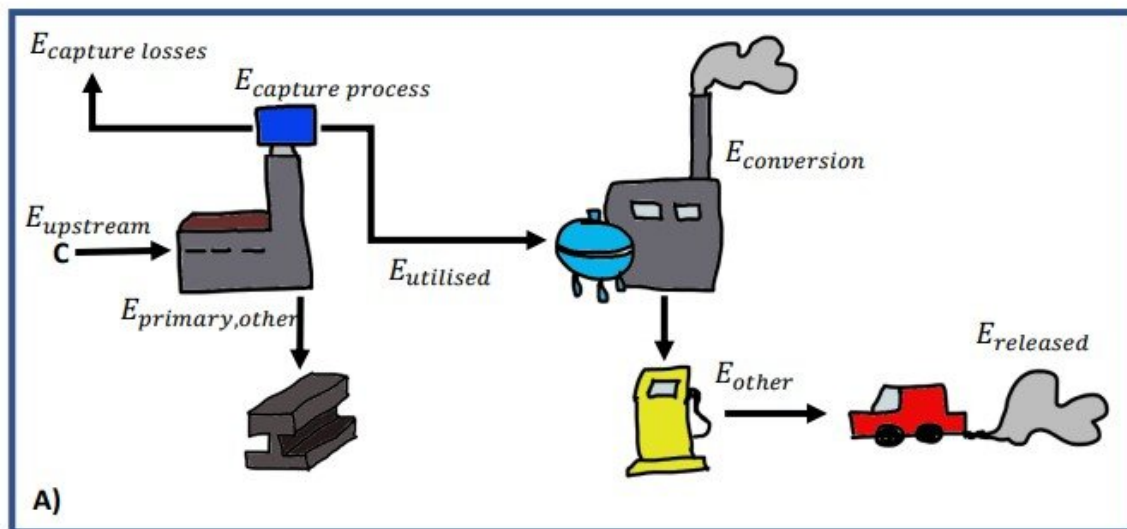 E_capture losses
E_capture process
E_conversion
E_upstream
C
E_utilised
E_primary,other
E_released
E_other
A)